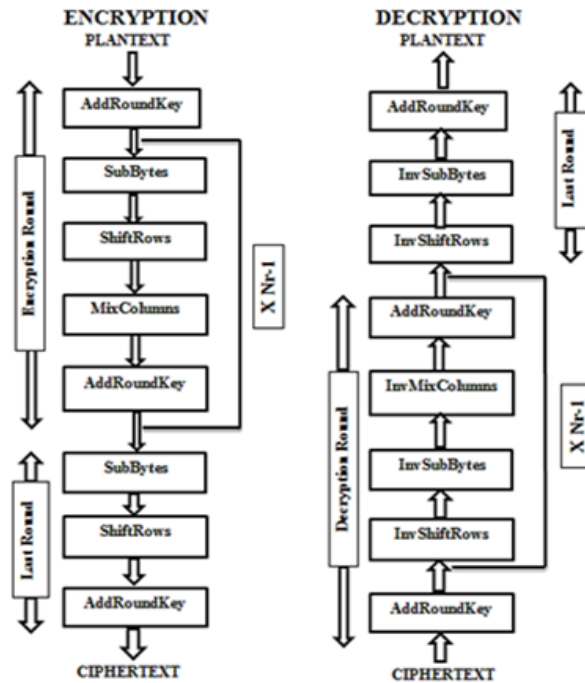 ENCRYPTION
PLANTEXT
AddRoundKey
SubBytes
ShiftRows
MixColumns
AddRoundKey
SubBytes
ShiftRows
AddRoundKey
CIPHERTEXT
Encryption Round
Last Round
X Nr-1
DECRYPTION
PLANTEXT
AddRoundKey
InvSubBytes
InvShiftRows
AddRoundKey
InvMixColumns
InvSubBytes
InvShiftRows
AddRoundKey
CIPHERTEXT
Last Round
Decryption Round
X Nr-1